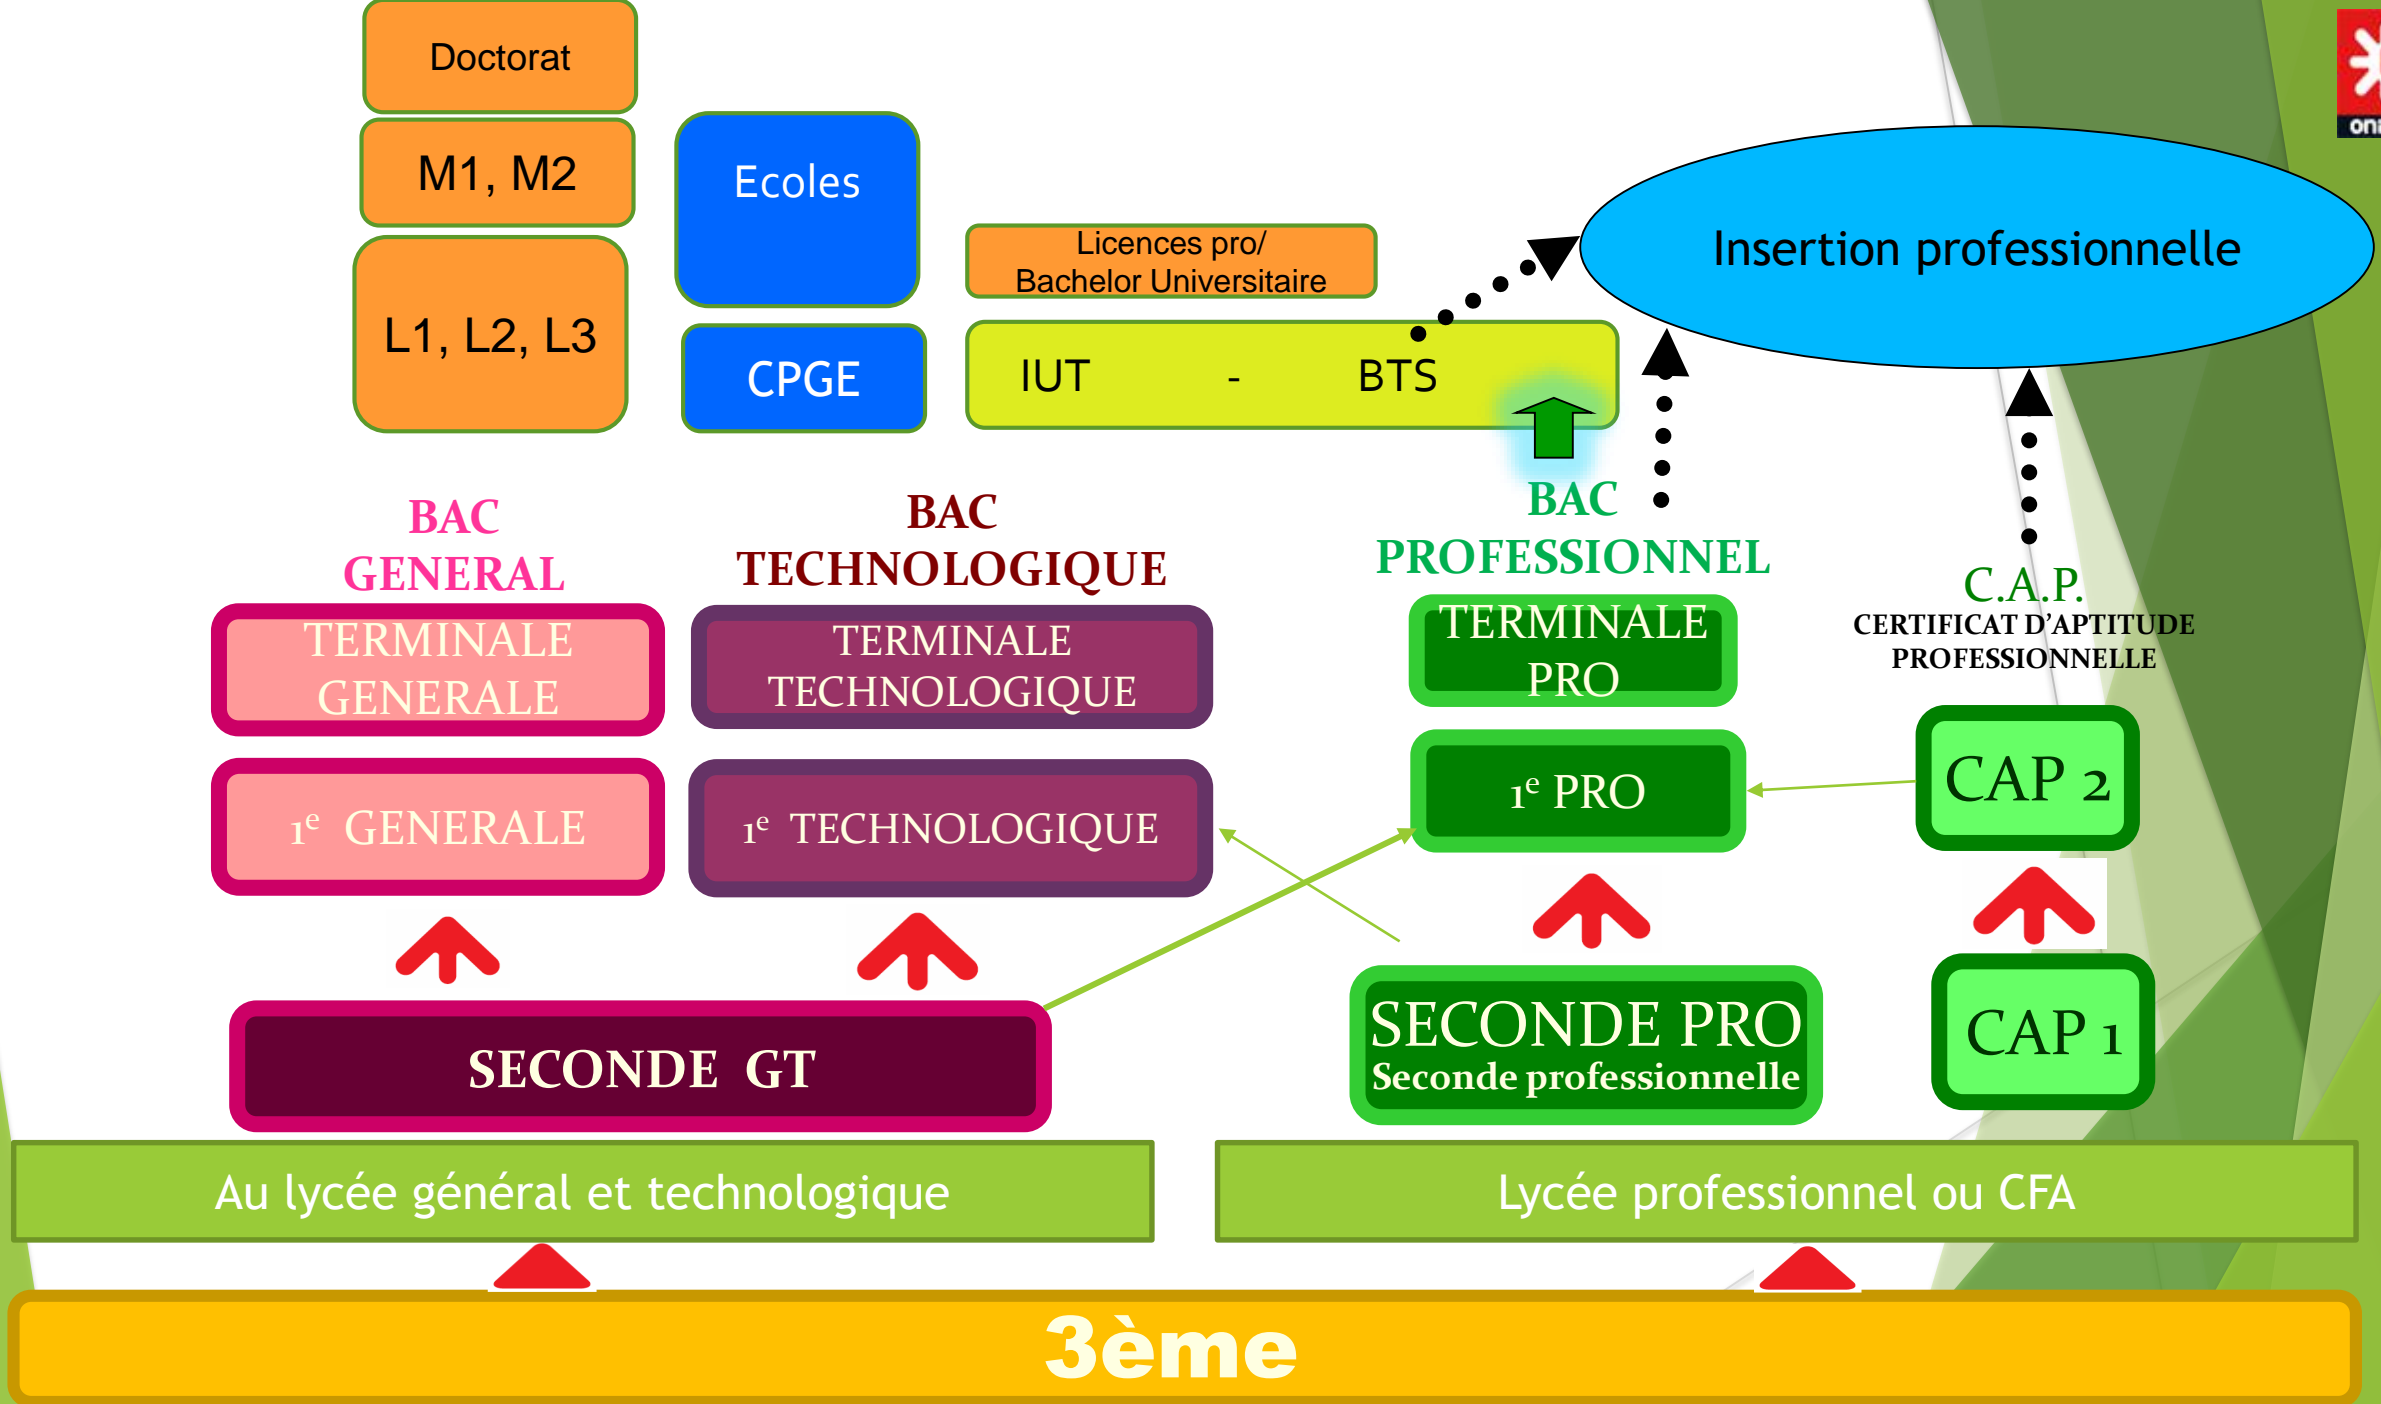 Doctorat
M1, M2
L1, L2, L3
Ecoles
CPGE
Licences pro/
Bachelor Universitaire
IUT - BTS
Insertion professionnelle
BAC
GENERAL
BAC
TECHNOLOGIQUE
BAC
PROFESSIONNEL
C.A.P.
CERTIFICAT D'APTITUDE
PROFESSIONNELLE
TERMINALE
GENERALE
TERMINALE
TECHNOLOGIQUE
TERMINALE
PRO
1e GENERALE
1e TECHNOLOGIQUE
1e PRO
CAP 2
SECONDE GT
SECONDE PRO
Seconde professionnelle
CAP 1
Au lycée général et technologique
Lycée professionnel ou CFA
3ème